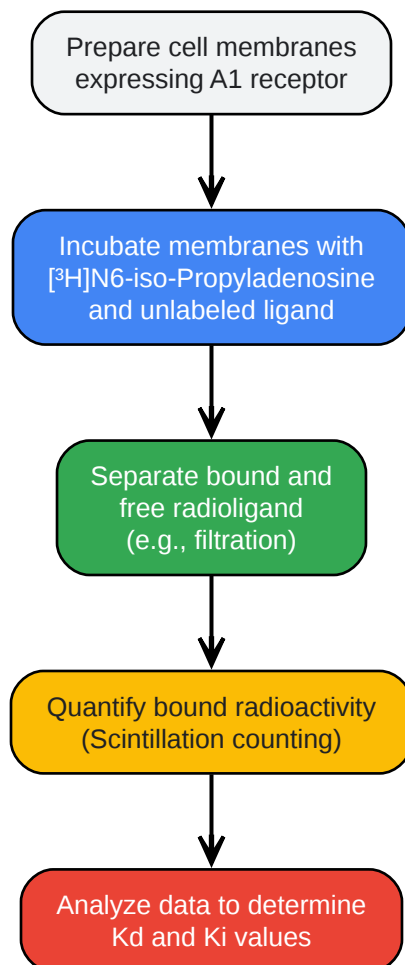 Prepare cell membranes
expressing A1 receptor
Incubate membranes with
[³H]N6-iso-Propyladenosine
and unlabeled ligand
Separate bound and
free radioligand
(e.g., filtration)
Quantify bound radioactivity
(Scintillation counting)
Analyze data to determine
Kd and Ki values